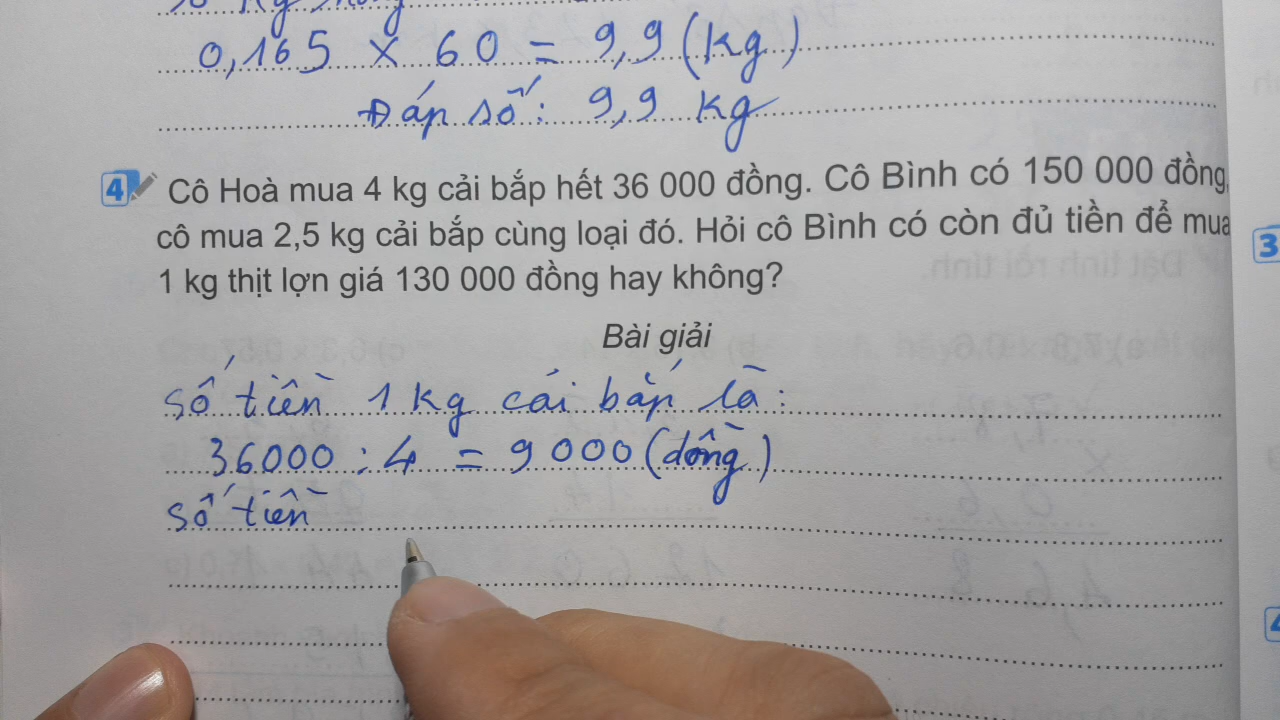 0,165 × 60 = 9,9 (kg)
Đáp số: 9,9 kg
4 Cô Hoà mua 4 kg cải bắp hết 36 000 đồng. Cô Bình có 150 000 đồng,
cô mua 2,5 kg cải bắp cùng loại đó. Hỏi cô Bình có còn đủ tiền để mua
1 kg thịt lợn giá 130 000 đồng hay không?
Bài giải
số tiền 1 kg cải bắp là:
36000 : 4 = 9 000 (đồng)
số tiền
3